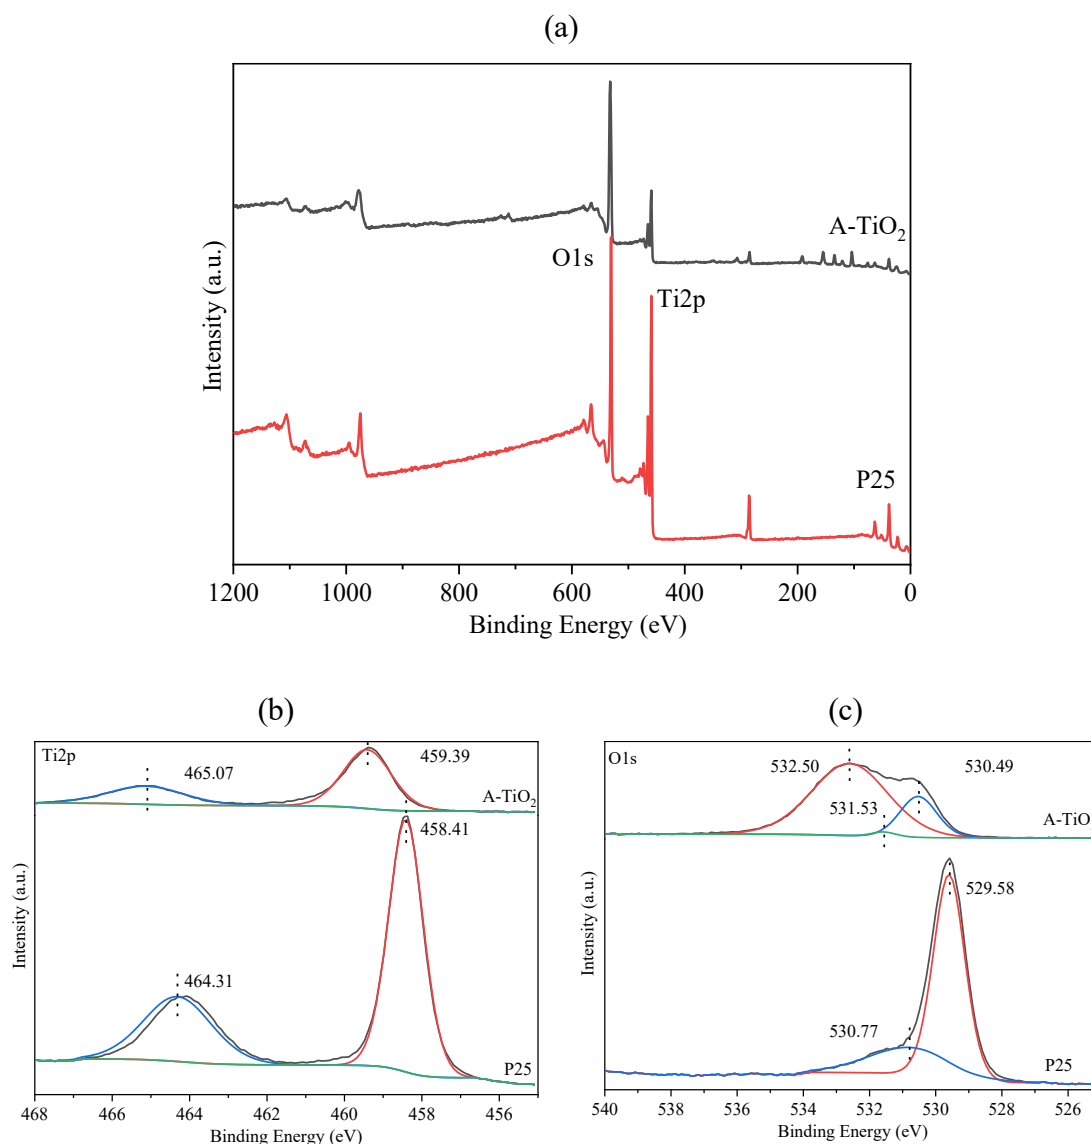 (a)
Intensity (a.u.)
A-TiO₂
O1s
Ti2p
P25
1200 1000 800 600 400 200 0
Binding Energy (eV)
(b)
Ti2p
465.07
459.39
A-TiO₂
458.41
464.31
P25
Intensity (a.u.)
468 466 464 462 460 458 456
Binding Energy (eV)
(c)
O1s
532.50
530.49
531.53
A-TiO
529.58
530.77
P25
Intensity (a.u.)
540 538 536 534 532 530 528 526
Binding Energy (eV)